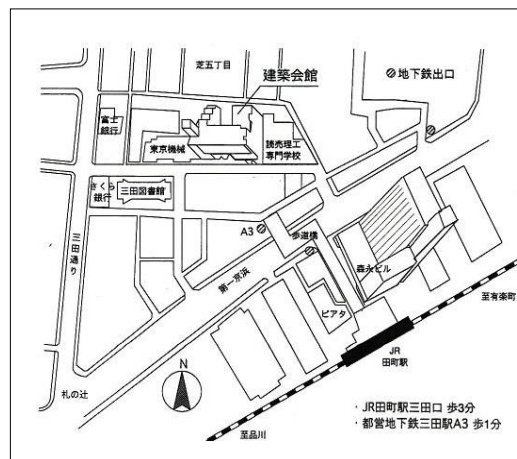 芝五丁目
建築会館
地下鉄出口
富士
銀行
東京機械
読売理工
専門学校
さくら
銀行
三田図書館
A3
歩道橋
三田通り
第一京浜
森永ビル
ピアタ
至有楽町
JR
田町駅
N
札の辻
至品川
・JR田町駅三田口 歩3分
・都営地下鉄三田駅A3 歩1分